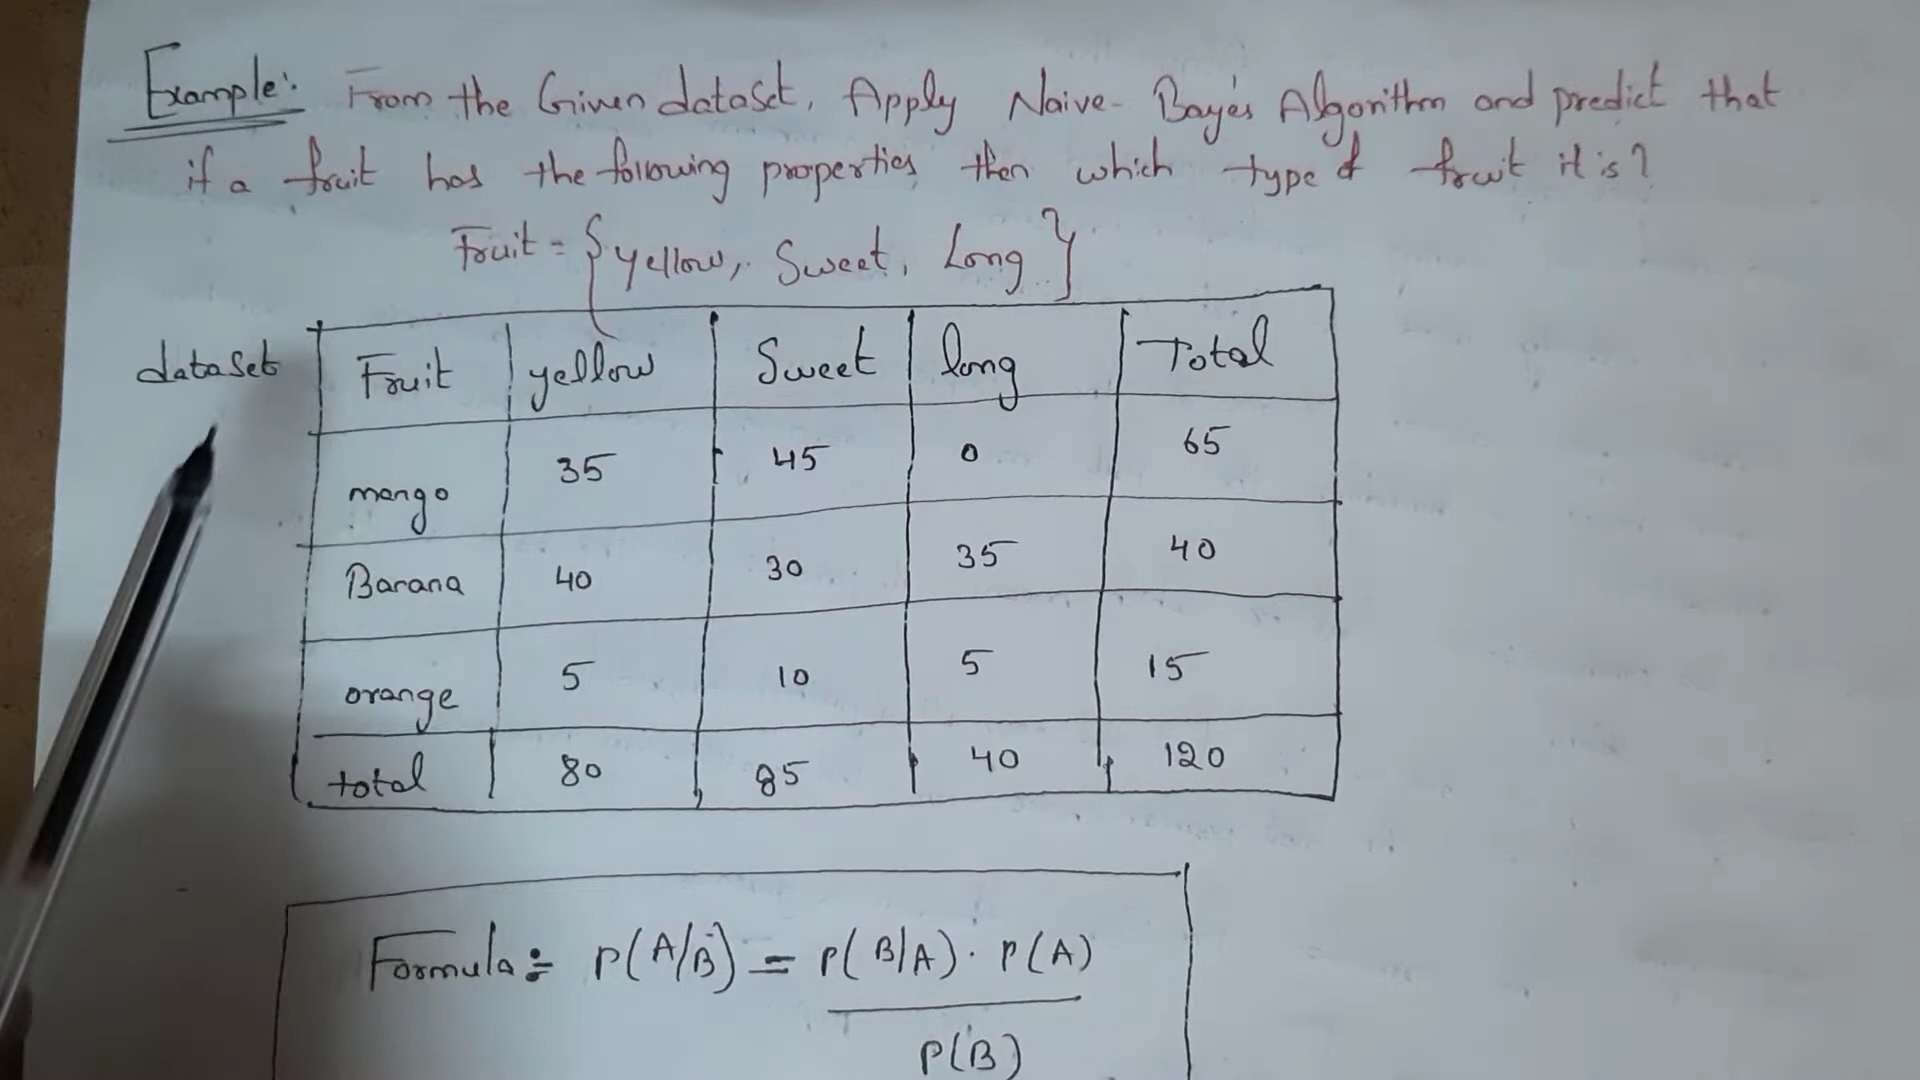 Example: From the Given dataset, Apply Naive-Bayes Algorithm and predict that
if a fruit has the following properties then which type of fruit it is?
Fruit = {yellow, Sweet, Long}
dataset
Fruit yellow Sweet long Total
mango 35 45 0 65
Banana 40 30 35 40
orange 5 10 5 15
total 80 85 40 120
Formula: P(A/B) = P(B/A) · P(A)
P(B)